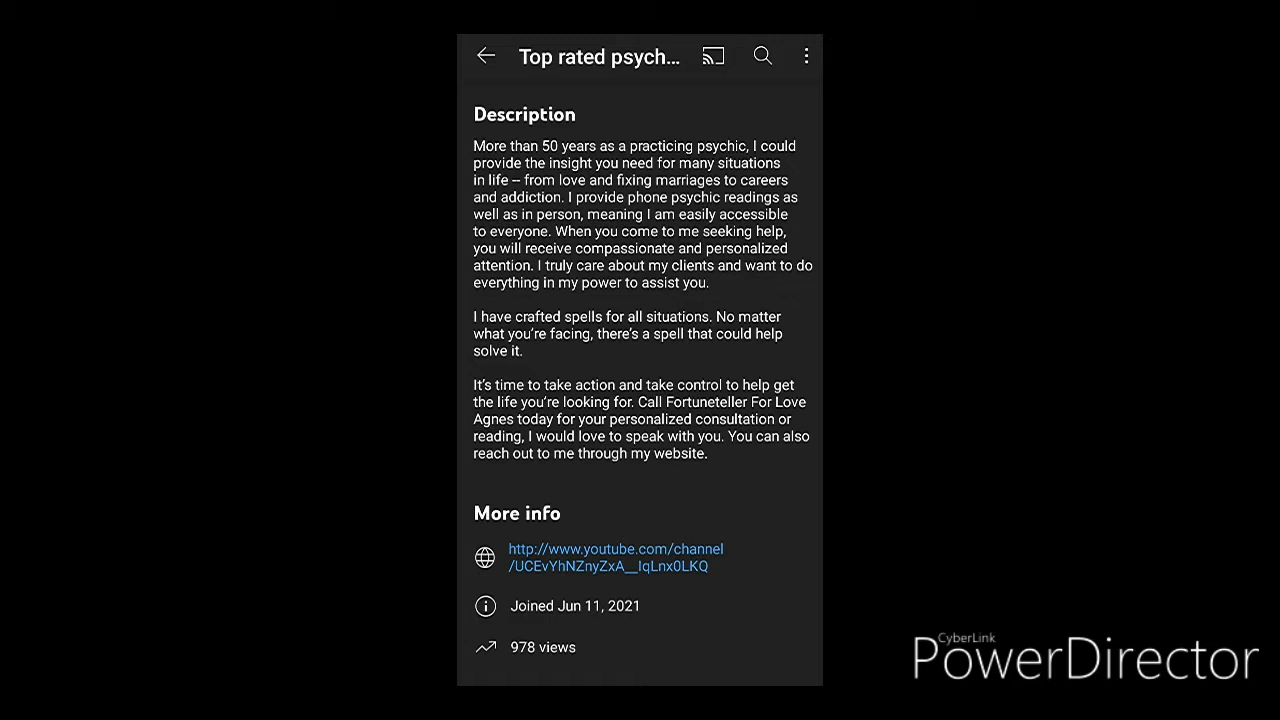 Top rated psych...
Description
More than 50 years as a practicing psychic, I could
provide the insight you need for many situations
in life – from love and fixing marriages to careers
and addiction. I provide phone psychic readings as
well as in person, meaning I am easily accessible
to everyone. When you come to me seeking help,
you will receive compassionate and personalized
attention. I truly care about my clients and want to do
everything in my power to assist you.
I have crafted spells for all situations. No matter
what you're facing, there's a spell that could help
solve it.
It's time to take action and take control to help get
the life you're looking for. Call Fortuneteller For Love
Agnes today for your personalized consultation or
reading, I would love to speak with you. You can also
reach out to me through my website.
More info
http://www.youtube.com/channel
/UCEvYhNZnyZxA__IqLnx0LKQ
Joined Jun 11, 2021
978 views
CyberLink
PowerDirector